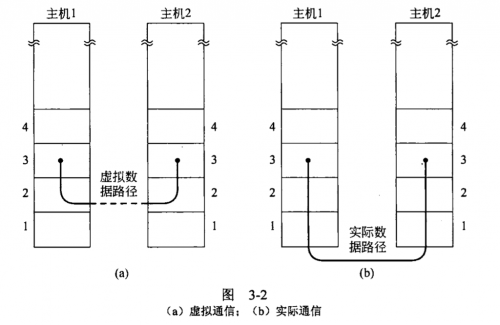 主机1 主机2 主机1 主机2
4 4 4 4
3 3 3 3
虚拟数
据路径
2 2 2 2
实际数
据路径
1 1 1 1
(a) (b)
图 3-2
(a)虚拟通信；(b)实际通信